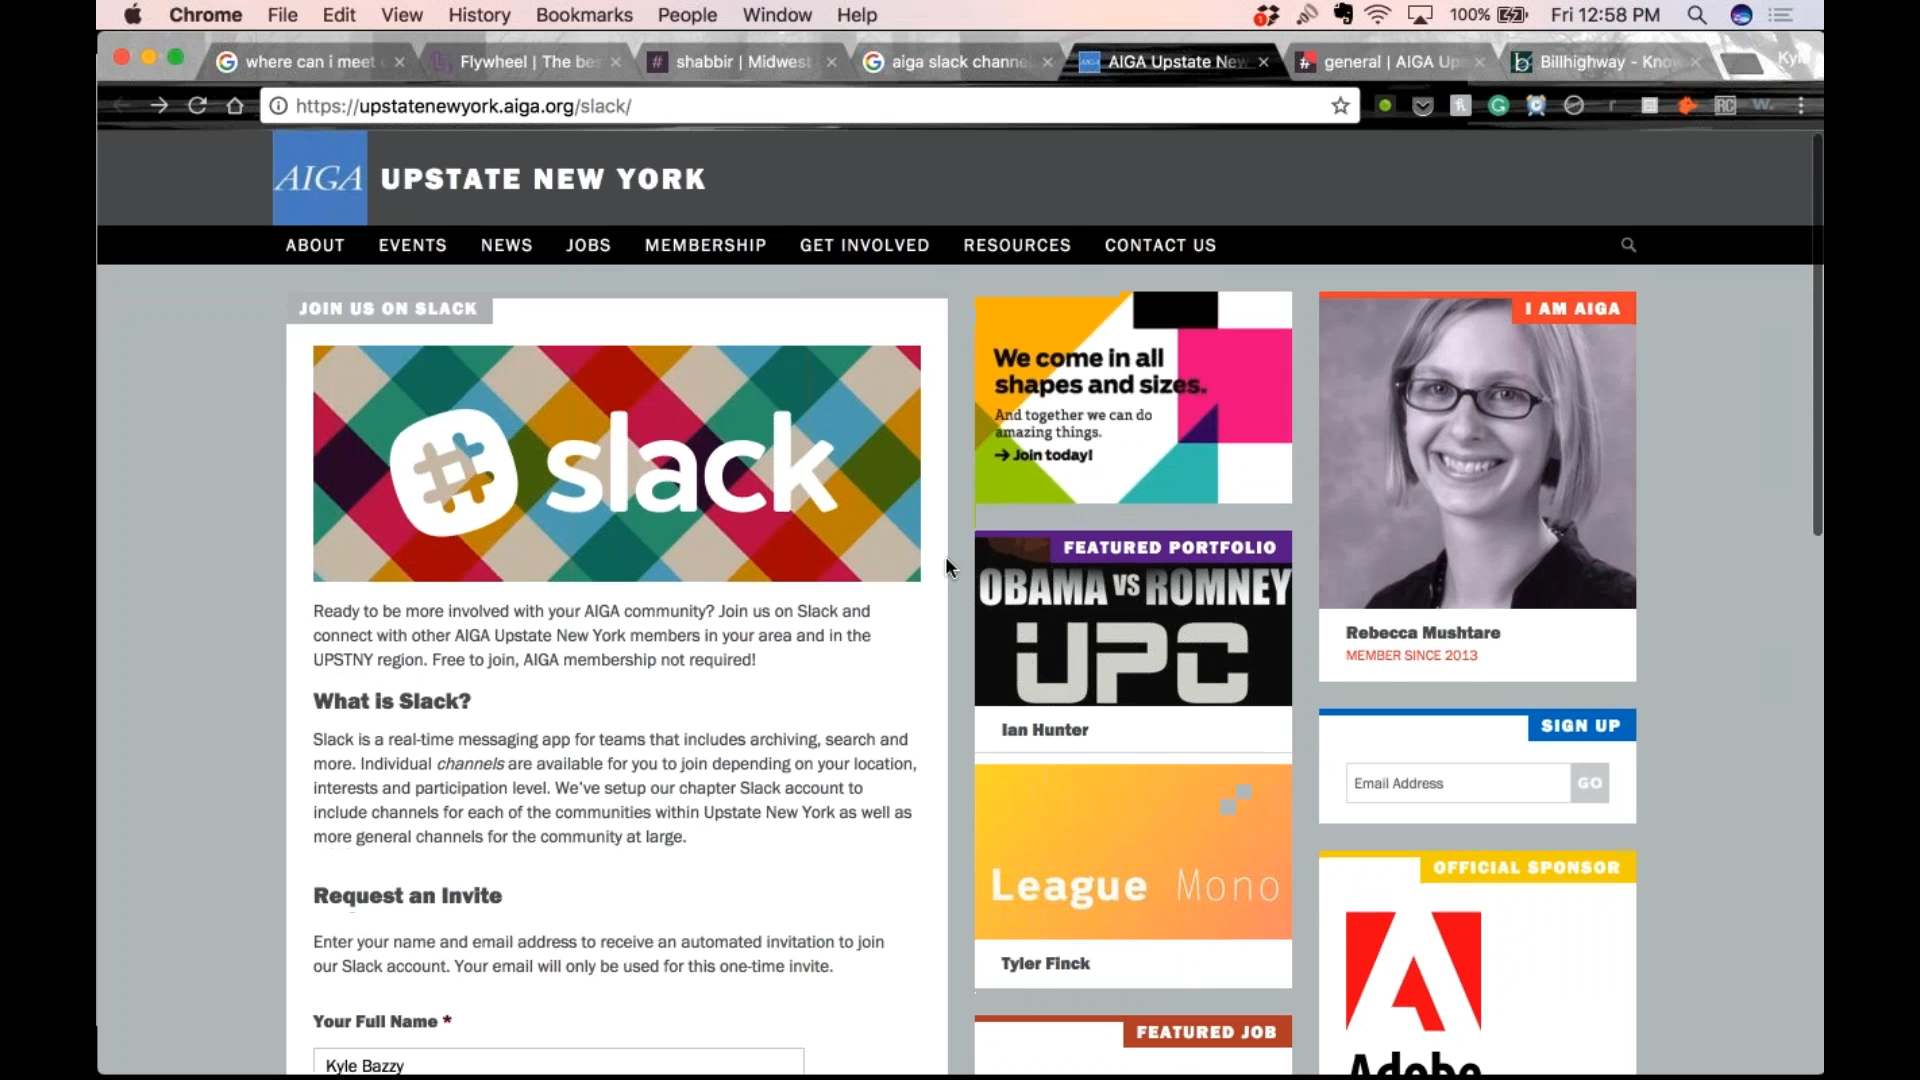 Chrome File Edit View History Bookmarks People Window Help
1
100%
Fri 12:58 PM
where can i meet
Flywheel | The be
shabbir | Midwest
aiga slack channe
AIGA Upstate New
general | AIGA Up
Billhighway - Kno
https://upstatenewyork.aiga.org/slack/
RC
AIGA
UPSTATE NEW YORK
ABOUT EVENTS NEWS JOBS MEMBERSHIP GET INVOLVED RESOURCES CONTACT US
JOIN US ON SLACK
slack
Ready to be more involved with your AIGA community? Join us on Slack and
connect with other AIGA Upstate New York members in your area and in the
UPSTNY region. Free to join, AIGA membership not required!
What is Slack?
Slack is a real-time messaging app for teams that includes archiving, search and
more. Individual channels are available for you to join depending on your location,
interests and participation level. We've setup our chapter Slack account to
include channels for each of the communities within Upstate New York as well as
more general channels for the community at large.
Request an Invite
Enter your name and email address to receive an automated invitation to join
our Slack account. Your email will only be used for this one-time invite.
Your Full Name *
Kyle Bazzy
We come in all
shapes and sizes.
And together we can do
amazing things.
→ Join today!
FEATURED PORTFOLIO
OBAMA VS ROMNEY
UPC
Ian Hunter
League Mono
Tyler Finck
FEATURED JOB
I AM AIGA
Rebecca Mushtare
MEMBER SINCE 2013
SIGN UP
Email Address
GO
OFFICIAL SPONSOR
Adobe